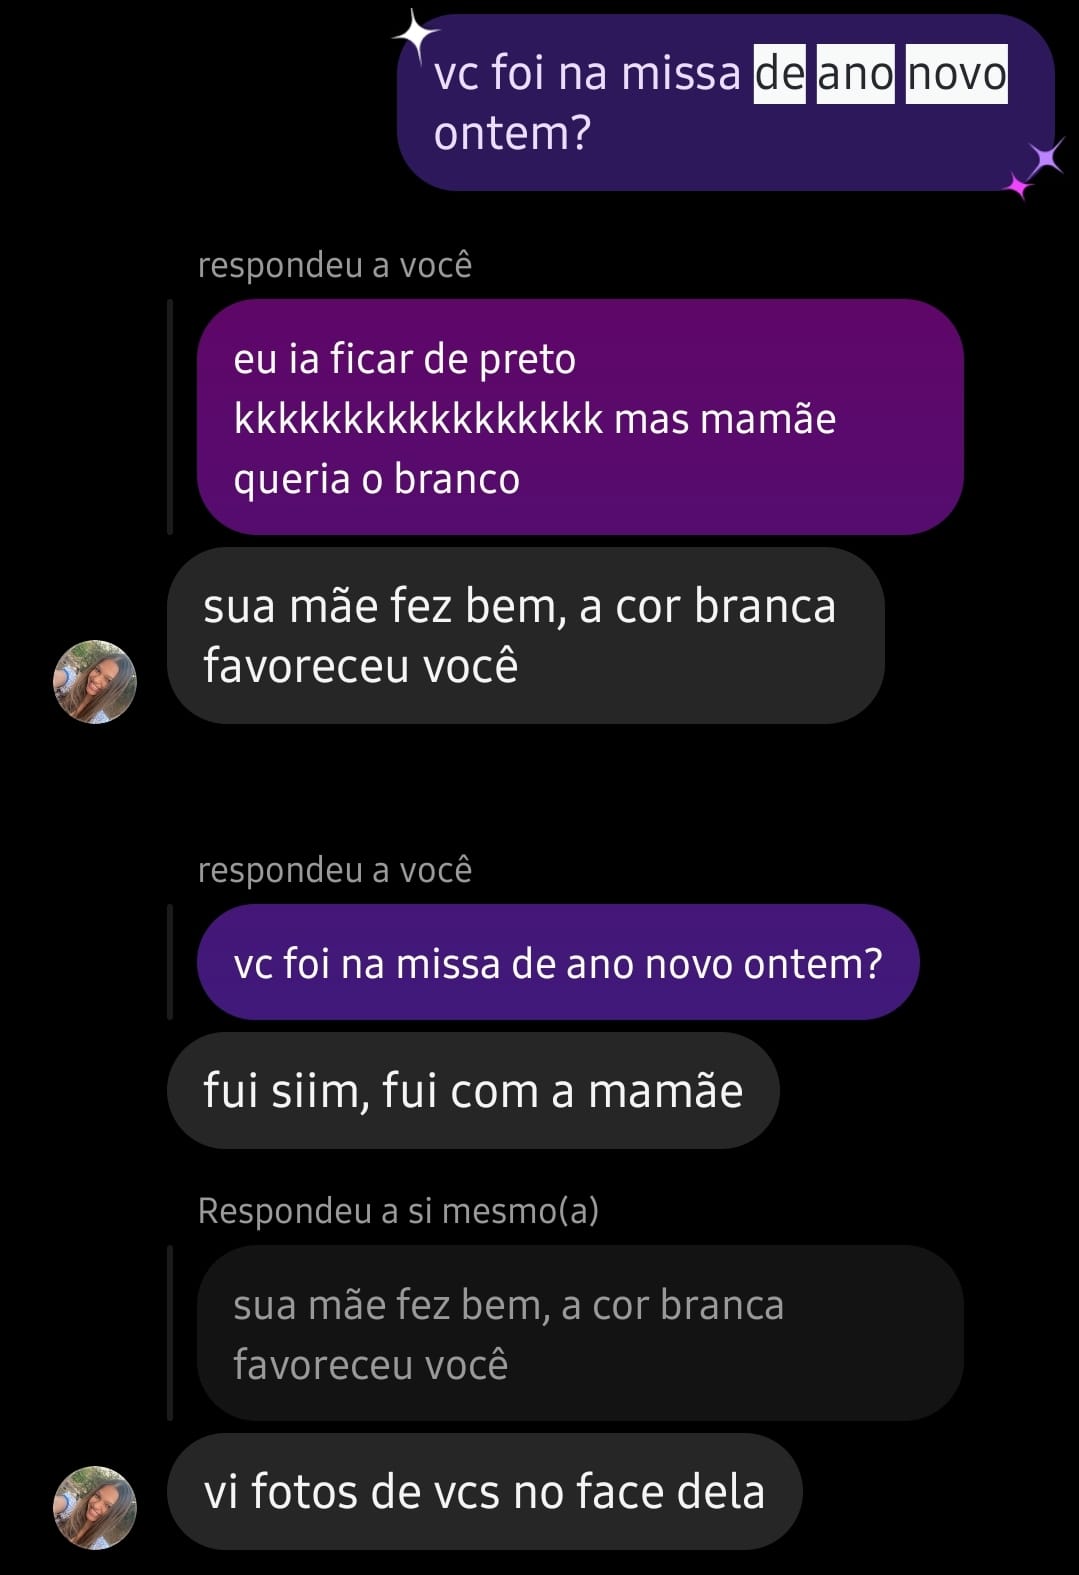 vc foi na missa de ano novo
ontem?
respondeu a você
eu ia ficar de preto
kkkkkkkkkkkkkkkkk mas mamãe
queria o branco
sua mãe fez bem, a cor branca
favoreceu você
respondeu a você
vc foi na missa de ano novo ontem?
fui siim, fui com a mamãe
Respondeu a si mesmo(a)
sua mãe fez bem, a cor branca
favoreceu você
vi fotos de vcs no face dela